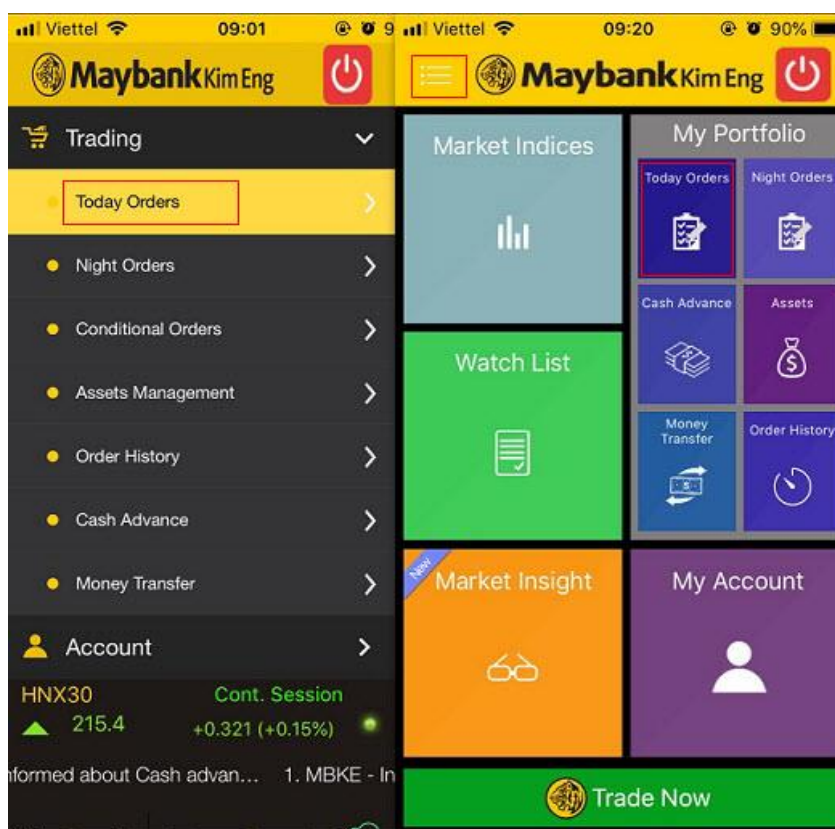 Viettel 09:01 9
Maybank Kim Eng
Trading
Today Orders
Night Orders
Conditional Orders
Assets Management
Order History
Cash Advance
Money Transfer
Account
HNX30 Cont. Session
215.4 +0.321 (+0.15%)
nformed about Cash advan... 1. MBKE - In
Viettel 09:20 90%
Maybank Kim Eng
Market Indices
My Portfolio
Today Orders
Night Orders
Cash Advance
Assets
Watch List
Money
Transfer
Order History
New
Market Insight
My Account
Trade Now